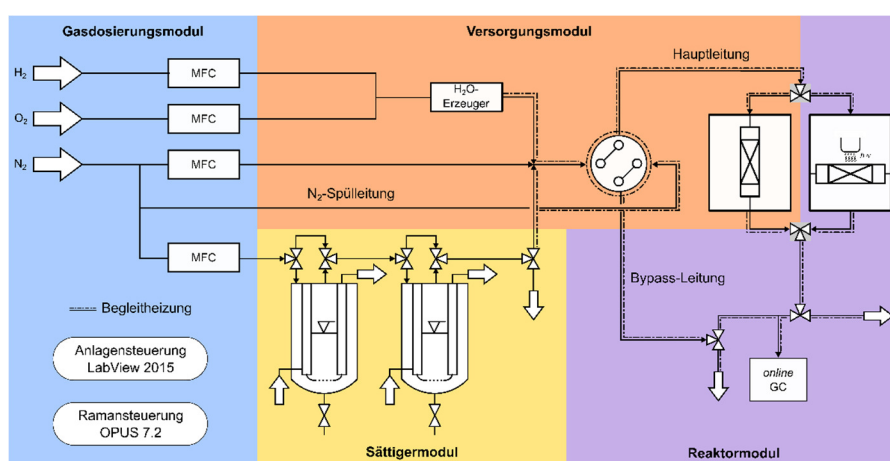 Gasdosierungsmodul
Versorgungsmodul
Hauptleitung
H₂
MFC
H₂O-
Erzeuger
O₂
MFC
N₂
MFC
hν
N₂-Spülleitung
MFC
Bypass-Leitung
Begleitheizung
Anlagensteuerung
LabView 2015
online
GC
Ramansteuerung
OPUS 7.2
Sättigermodul
Reaktormodul